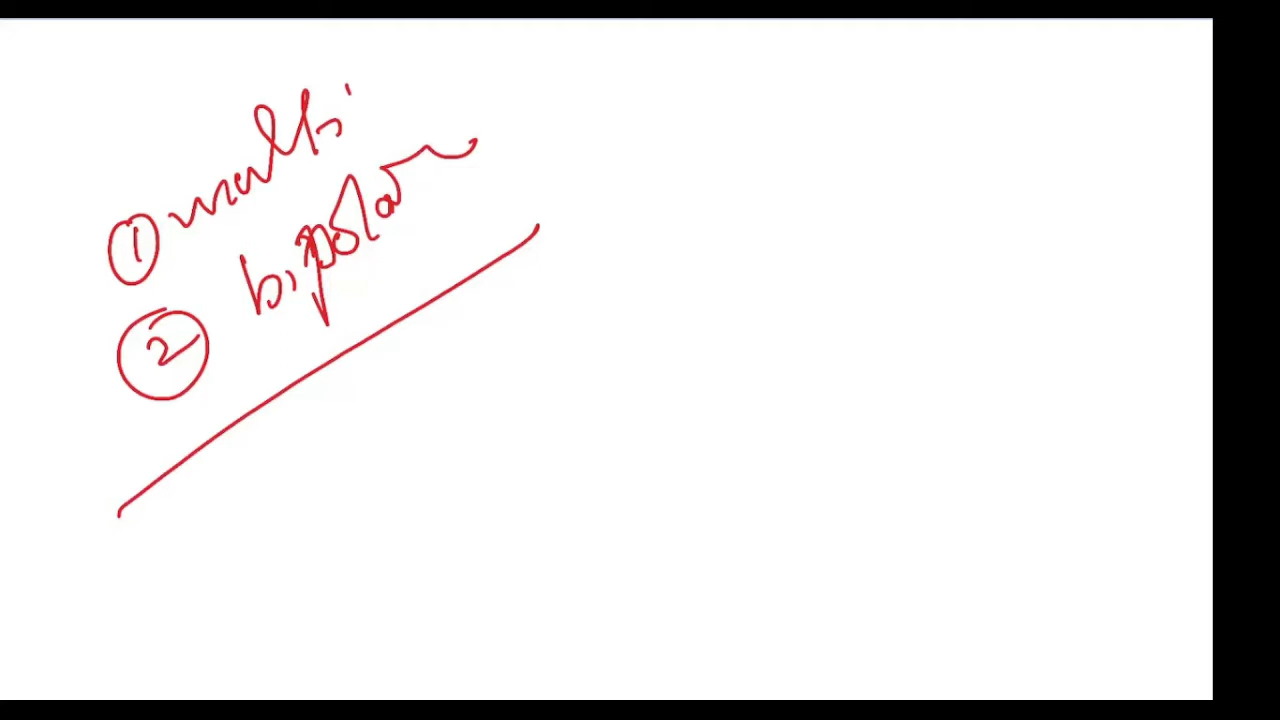 ① multi
② bipolar